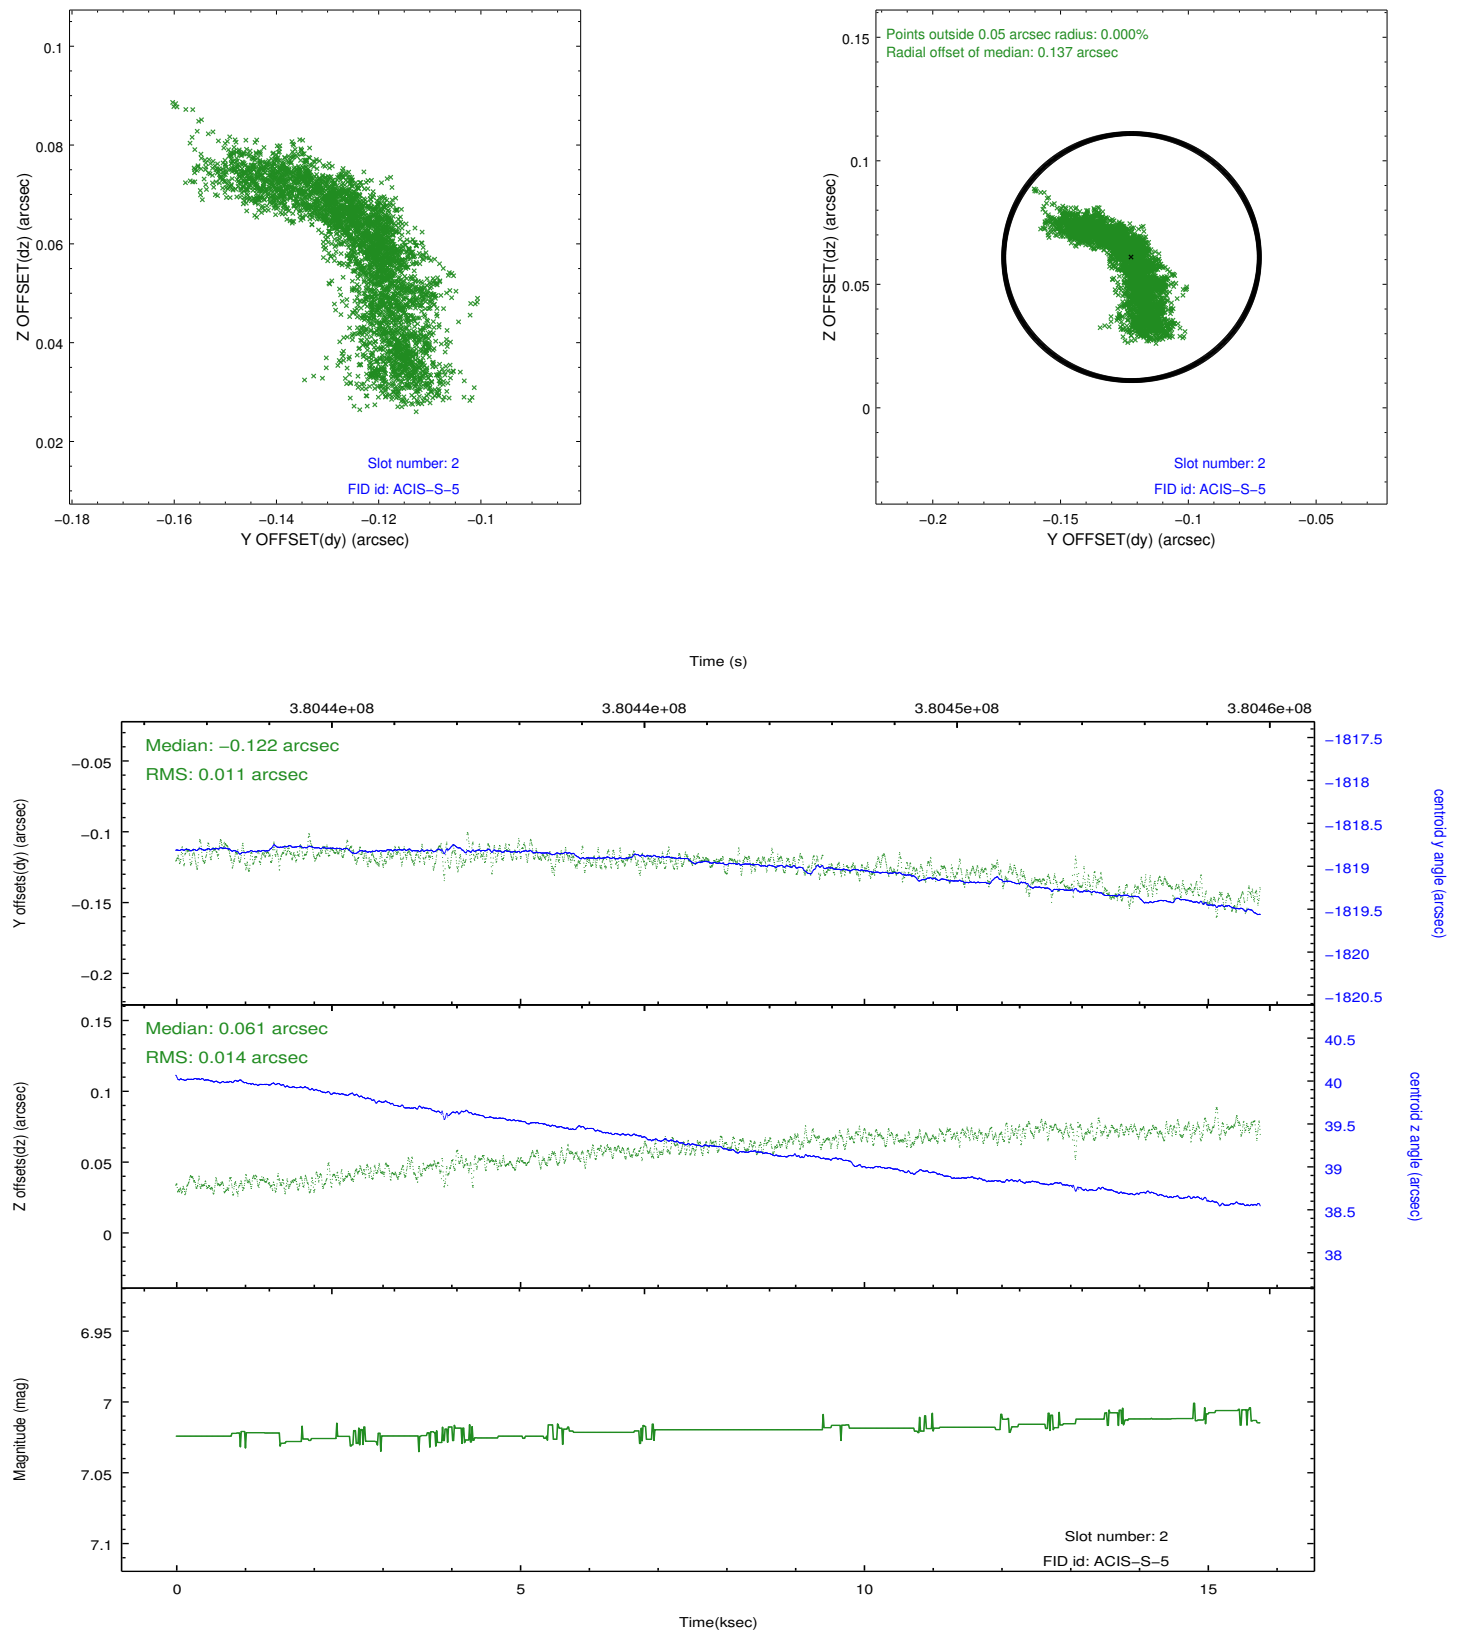 0.1
0.08
0.06
0.04
0.02
Z OFFSET(dz) (arcsec)
Slot number: 2
FID id: ACIS−S−5
−0.18
−0.16
−0.14
−0.12
−0.1
Y OFFSET(dy) (arcsec)
Points outside 0.05 arcsec radius: 0.000%
Radial offset of median: 0.137 arcsec
0.15
0.1
0.05
0
Z OFFSET(dz) (arcsec)
Slot number: 2
FID id: ACIS−S−5
−0.2
−0.15
−0.1
−0.05
Y OFFSET(dy) (arcsec)
Time (s)
3.8044e+08
3.8044e+08
3.8045e+08
3.8046e+08
Median: −0.122 arcsec
RMS: 0.011 arcsec
−0.05
−0.1
−0.15
−0.2
Y offsets(dy) (arcsec)
−1817.5
−1818
−1818.5
−1819
−1819.5
−1820
−1820.5
centroid y angle (arcsec)
Median: 0.061 arcsec
RMS: 0.014 arcsec
0.15
0.1
0.05
0
Z offsets(dz) (arcsec)
40.5
40
39.5
39
38.5
38
centroid z angle (arcsec)
6.95
7
7.05
7.1
Magnitude (mag)
Slot number: 2
FID id: ACIS−S−5
0
5
10
15
Time(ksec)